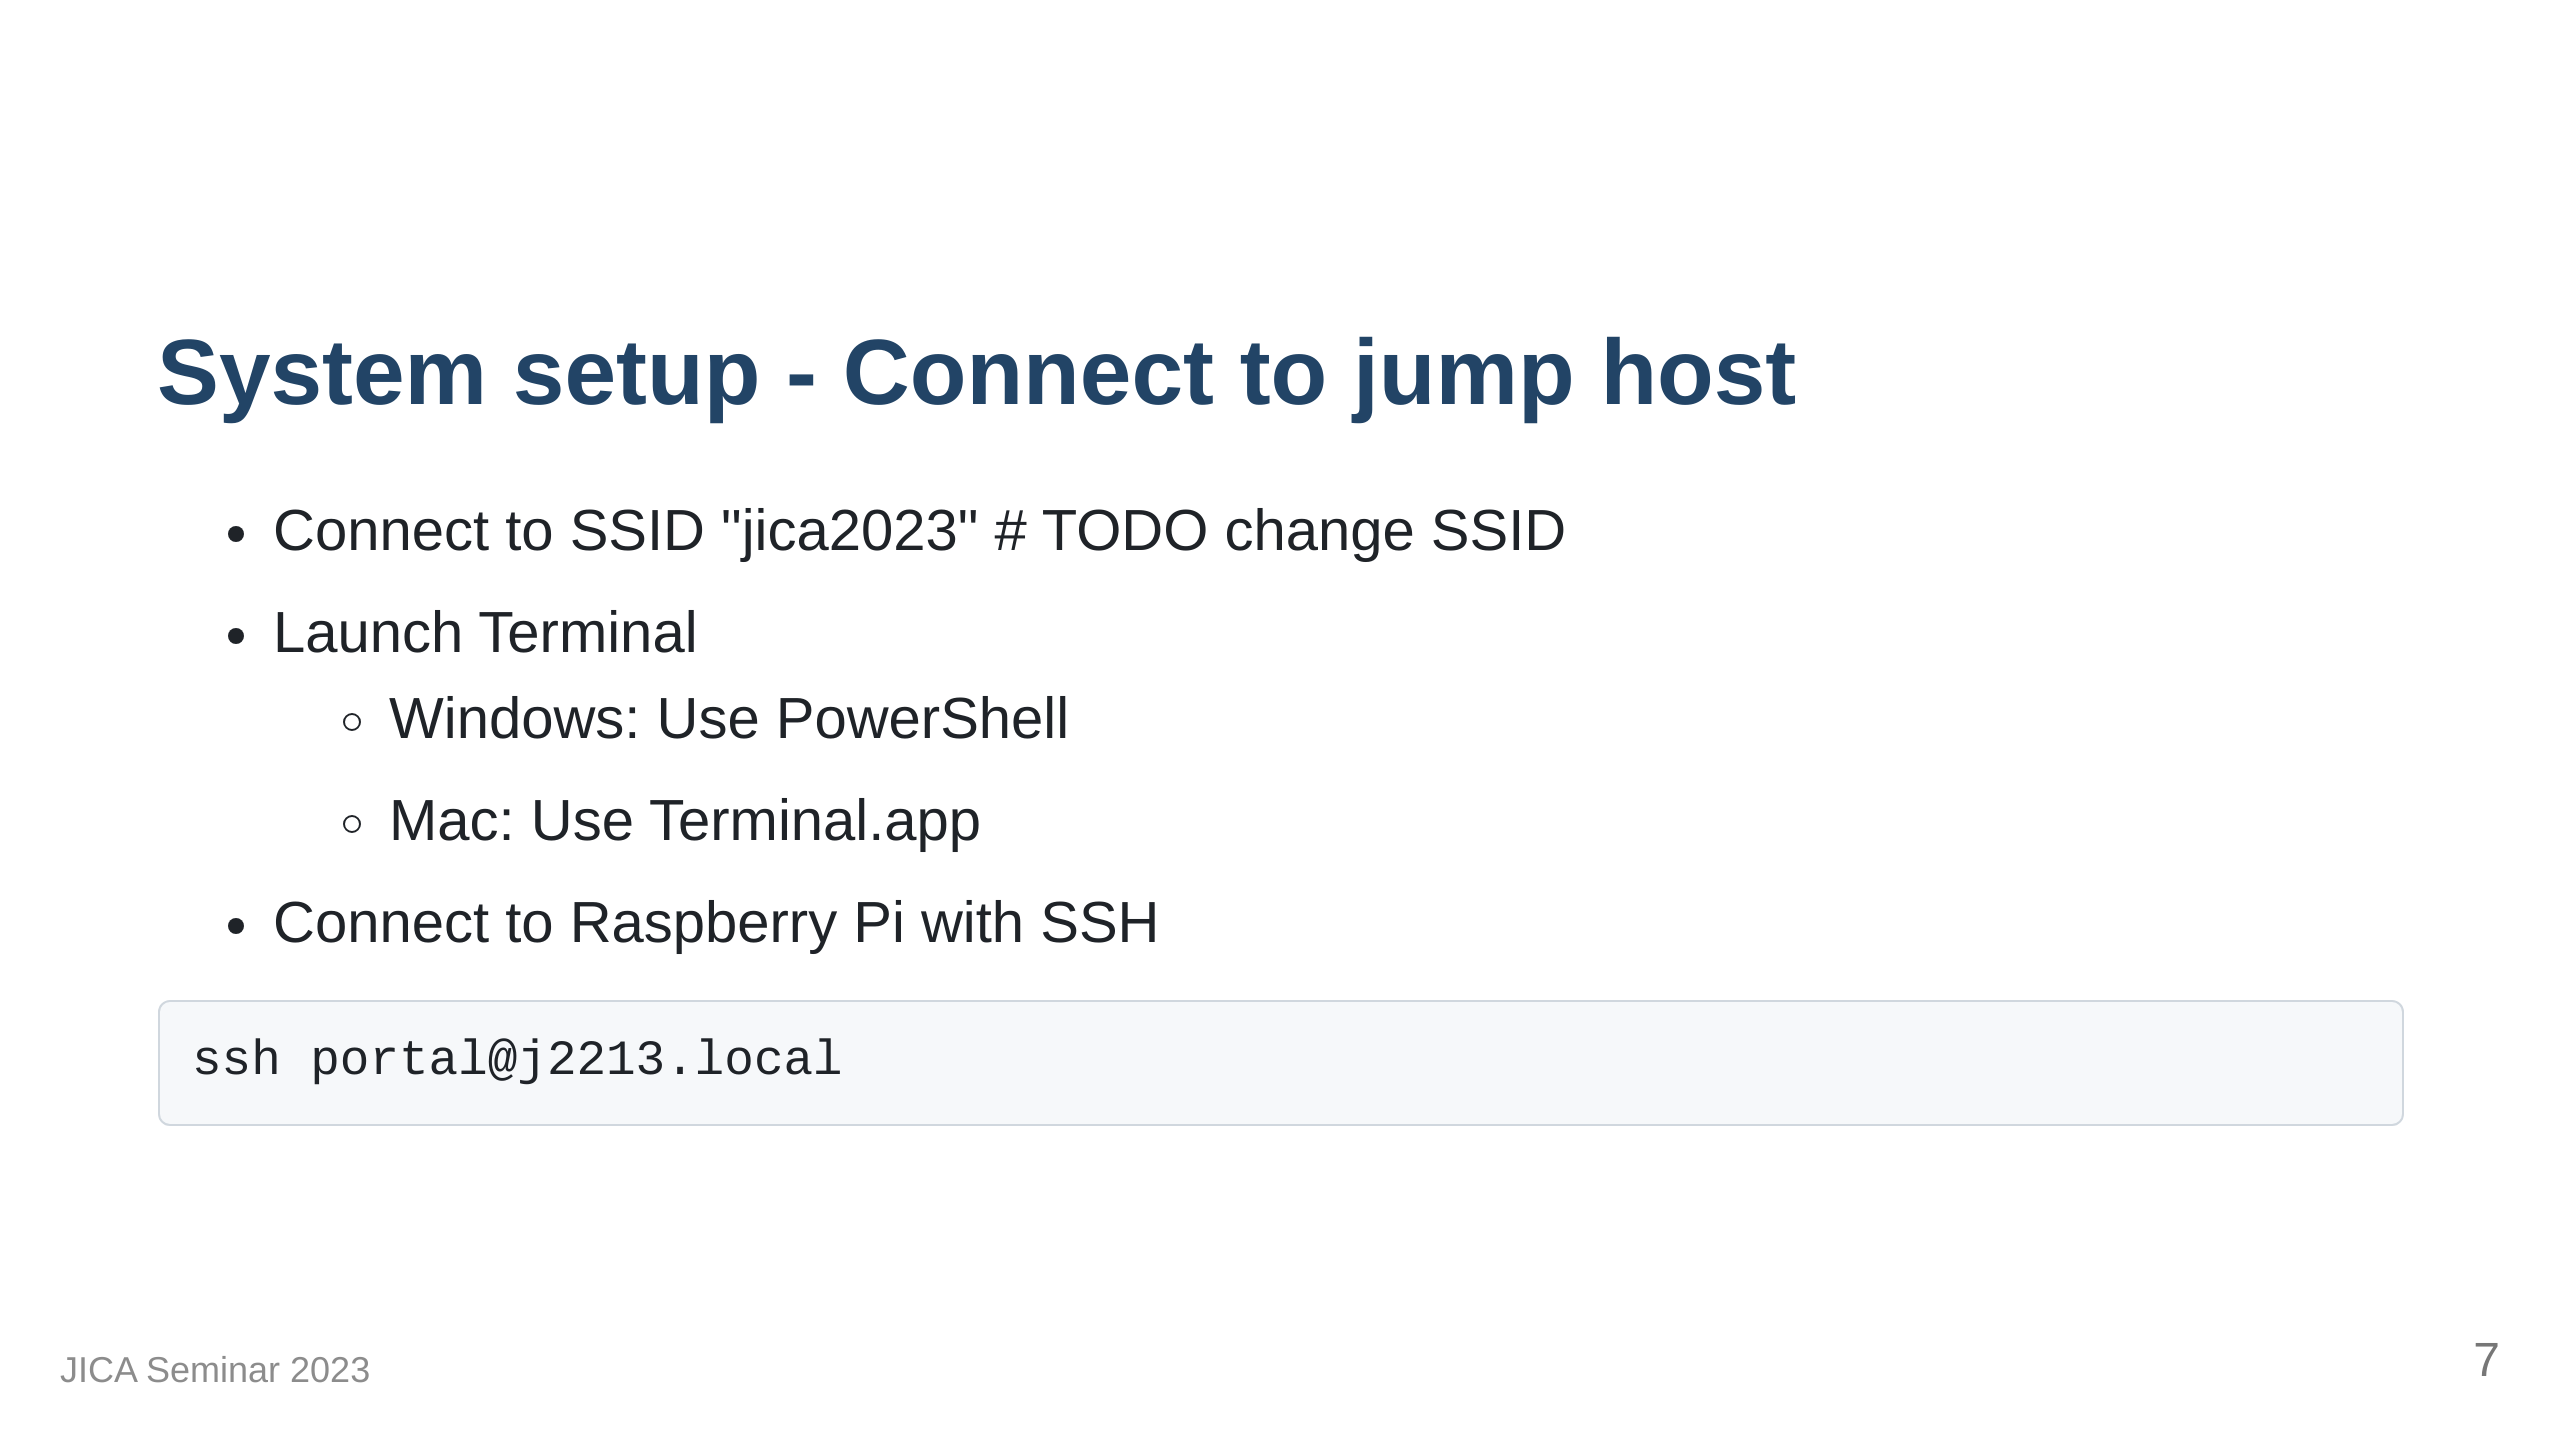 System setup - Connect to jump host
Connect to SSID "jica2023" # TODO change SSID
Launch Terminal
Windows: Use PowerShell
Mac: Use Terminal.app
Connect to Raspberry Pi with SSH
ssh portal@j2213.local
JICA Seminar 2023
7